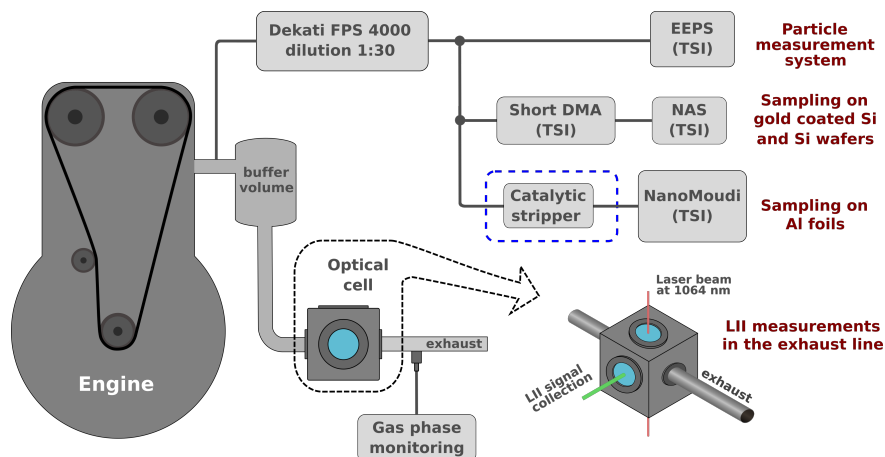 Dekati FPS 4000
dilution 1:30
EEPS
(TSI)
Particle
measurement
system
Short DMA
(TSI)
NAS
(TSI)
Sampling on
gold coated Si
and Si wafers
buffer
volume
Catalytic
stripper
NanoMoudi
(TSI)
Sampling on
Al foils
Optical
cell
exhaust
Engine
Gas phase
monitoring
Laser beam
at 1064 nm
LII measurements
in the exhaust line
LII signal
collection
exhaust